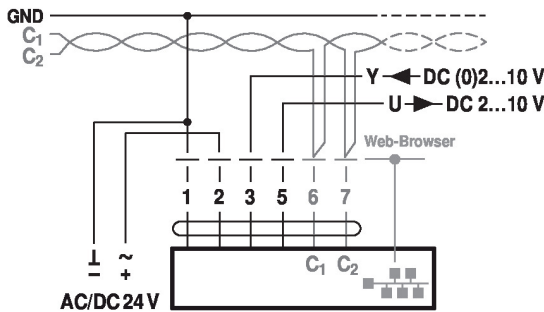 GND
C1
C2
Y DC (0)2...10 V
U DC 2...10 V
Web-Browser
1 2 3 5 6 7
C1 C2
⊥ ~
− +
AC/DC 24 V